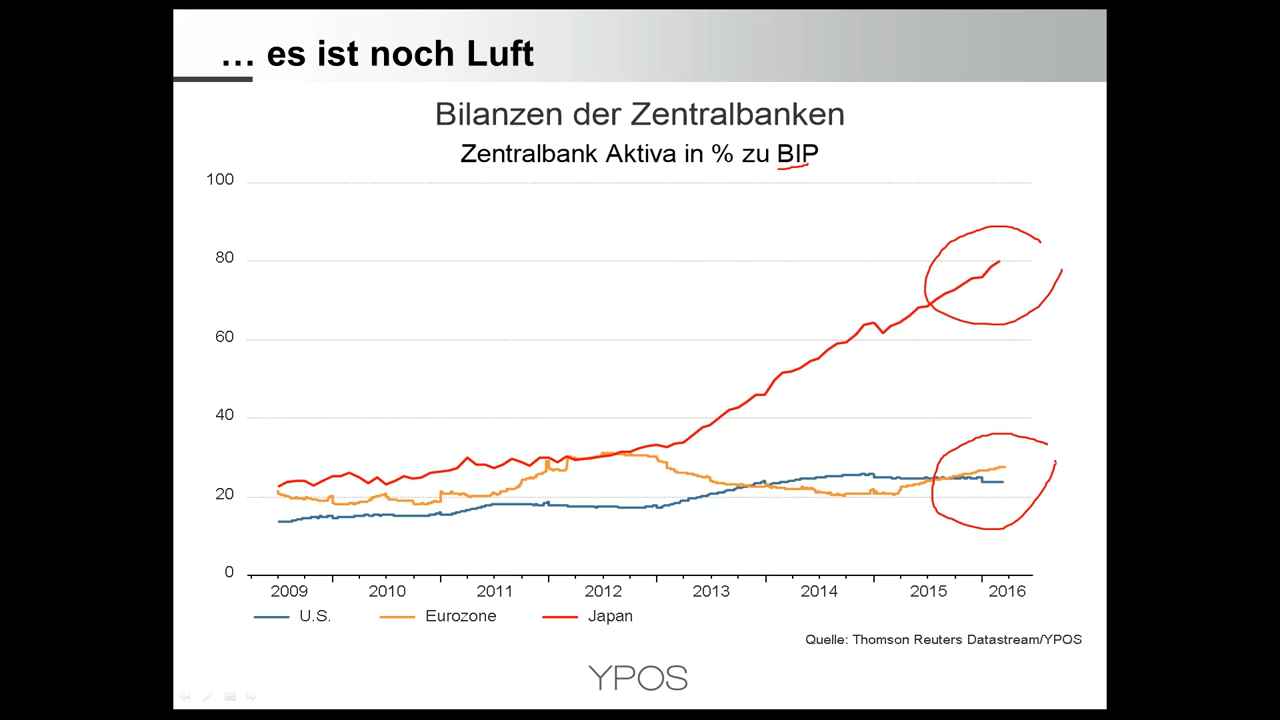 … es ist noch Luft
Bilanzen der Zentralbanken
Zentralbank Aktiva in % zu BIP
100
80
60
40
20
0
2009 2010 2011 2012 2013 2014 2015 2016
U.S. Eurozone Japan
Quelle: Thomson Reuters Datastream/YPOS
YPOS